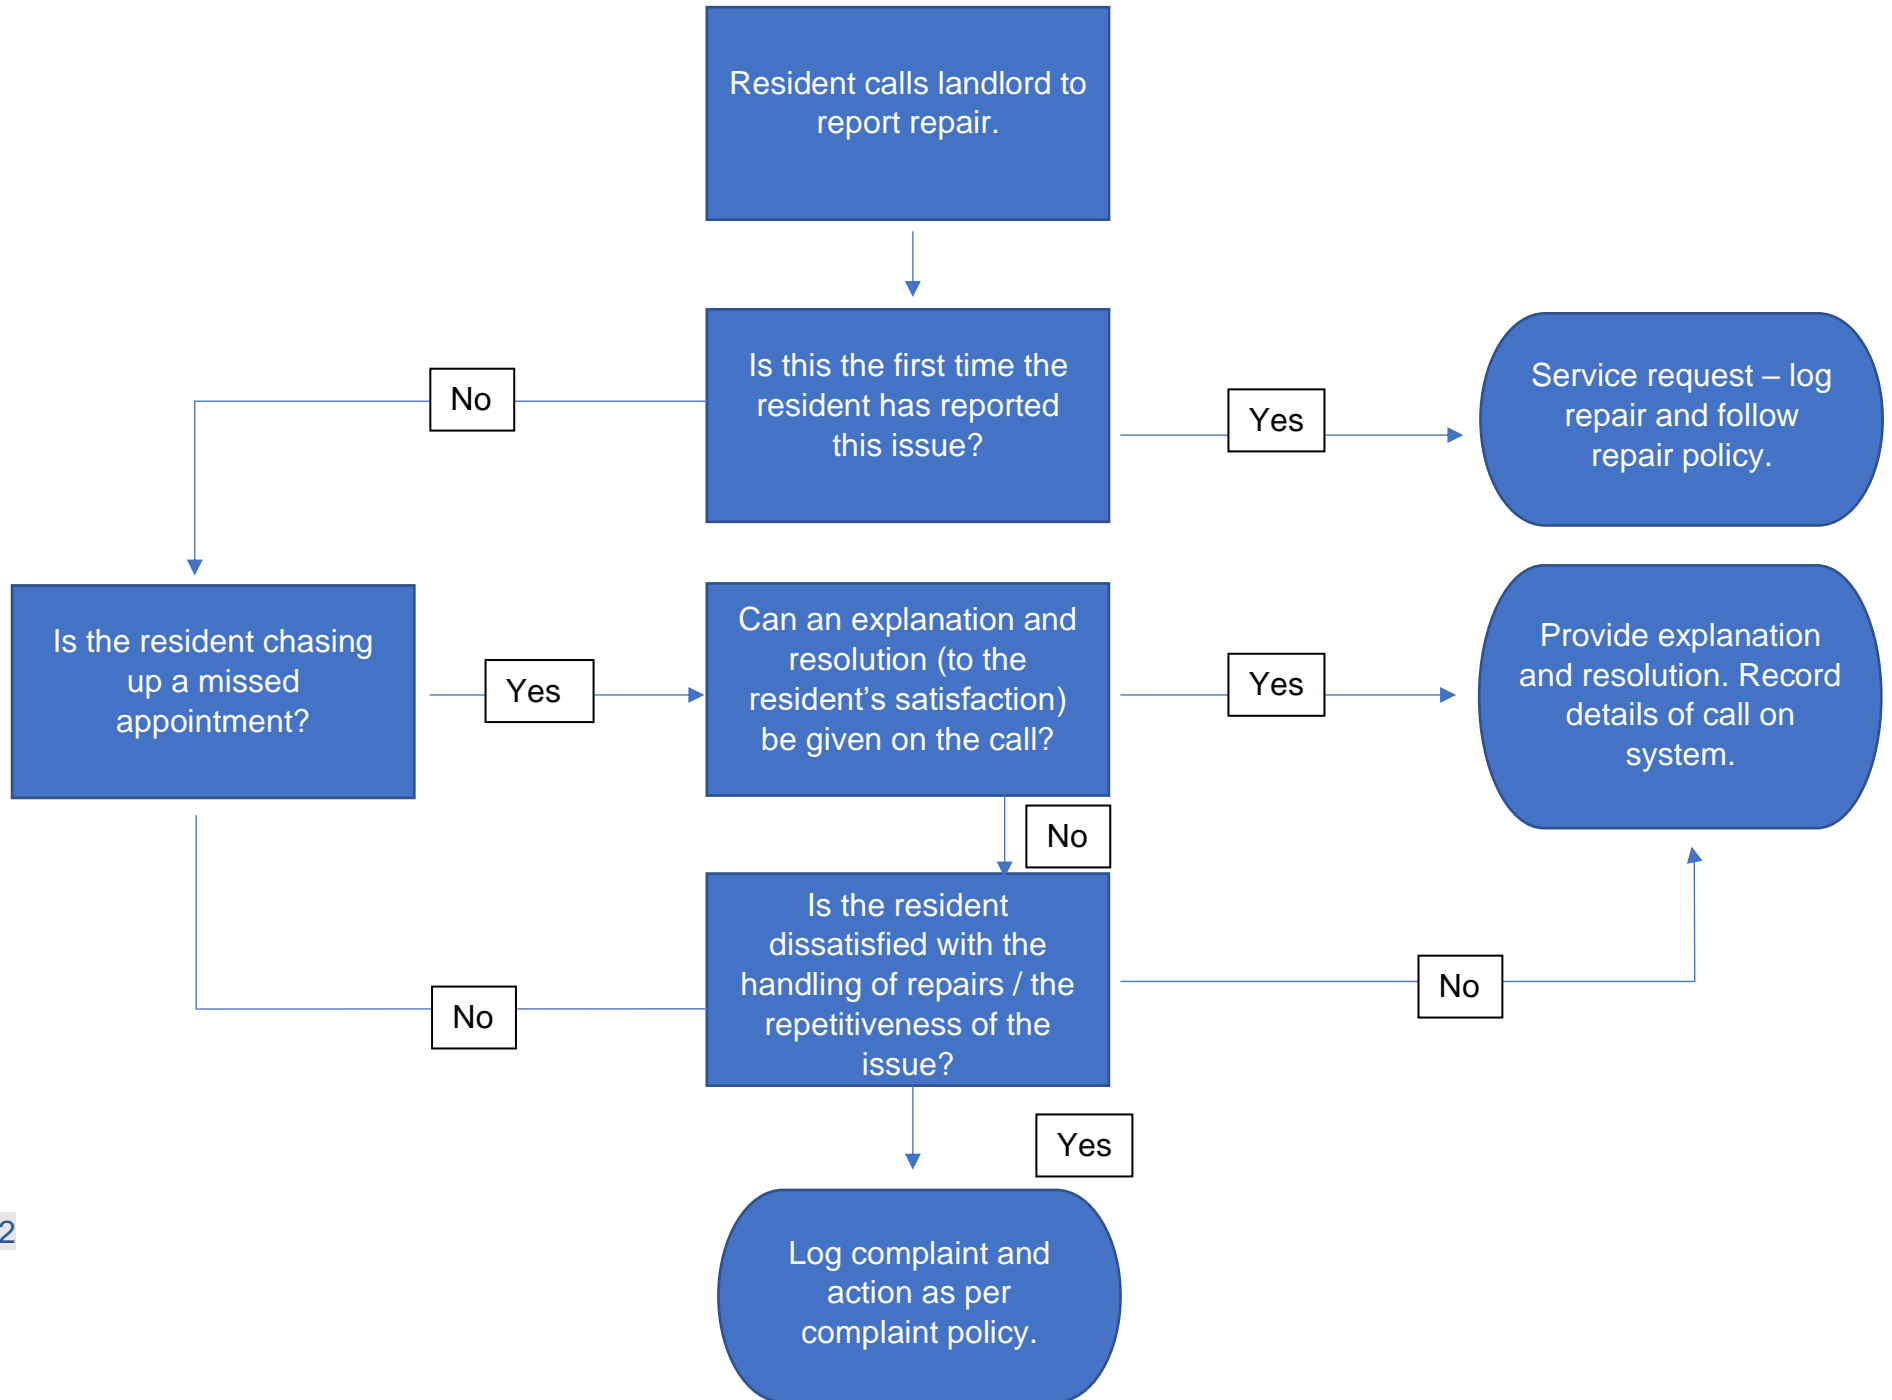 Resident calls landlord to
report repair.
Is this the first time the
resident has reported
this issue?
No
Yes
Service request – log
repair and follow
repair policy.
Is the resident chasing
up a missed
appointment?
Yes
Can an explanation and
resolution (to the
resident’s satisfaction)
be given on the call?
Yes
Provide explanation
and resolution. Record
details of call on
system.
No
Is the resident
dissatisfied with the
handling of repairs / the
repetitiveness of the
issue?
No
No
Yes
Log complaint and
action as per
complaint policy.
2